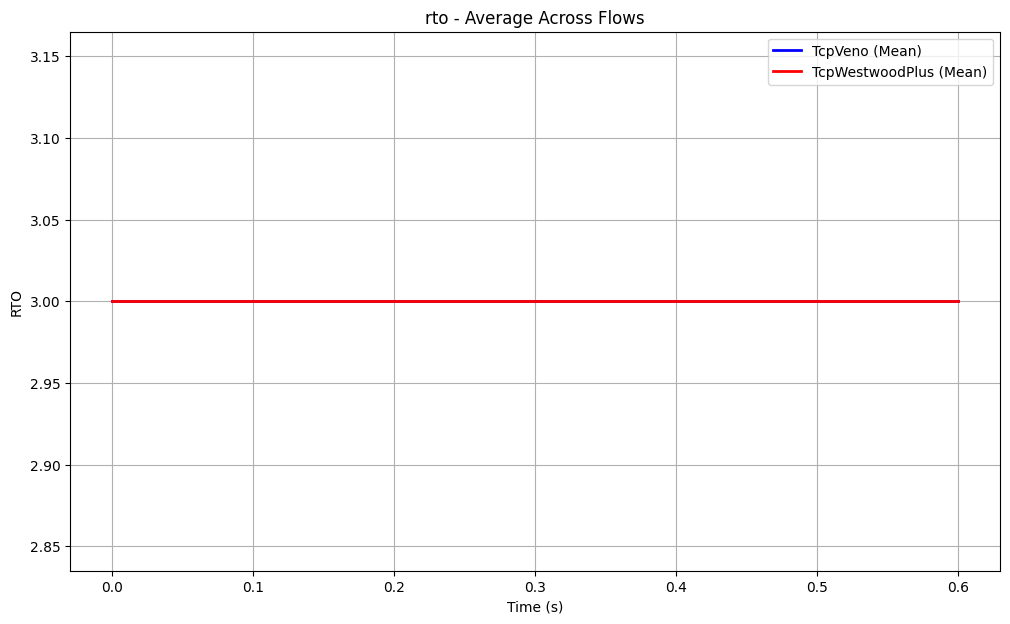 rto - Average Across Flows
TcpVeno (Mean)
TcpWestwoodPlus (Mean)
RTO
3.15
3.10
3.05
3.00
2.95
2.90
2.85
0.0 0.1 0.2 0.3 0.4 0.5 0.6
Time (s)